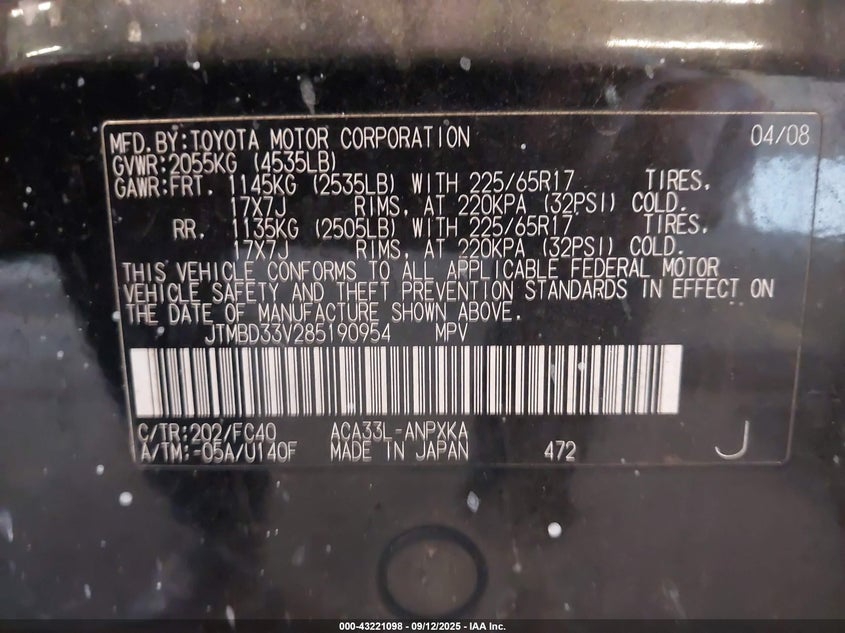 MFD.BY:TOYOTA MOTOR CORPORATION 04/08
GVWR:2055KG (4535LB)
GAWR:FRT. 1145KG (2535LB) WITH 225/65R17 TIRES,
17X7J RIMS, AT 220KPA (32PSI) COLD.
RR. 1135KG (2505LB) WITH 225/65R17 TIRES,
17X7J RIMS, AT 220KPA (32PSI) COLD.
THIS VEHICLE CONFORMS TO ALL APPLICABLE FEDERAL MOTOR
VEHICLE SAFETY AND THEFT PREVENTION STANDARDS IN EFFECT ON
THE DATE OF MANUFACTURE SHOWN ABOVE.
JTMBD33V285190954 MPV
C/TR:202/FC40 ACA33L-ANPXKA
A/TM:-05A/U140F MADE IN JAPAN 472 J
000-43221098 - 09/12/2025 - IAA Inc.